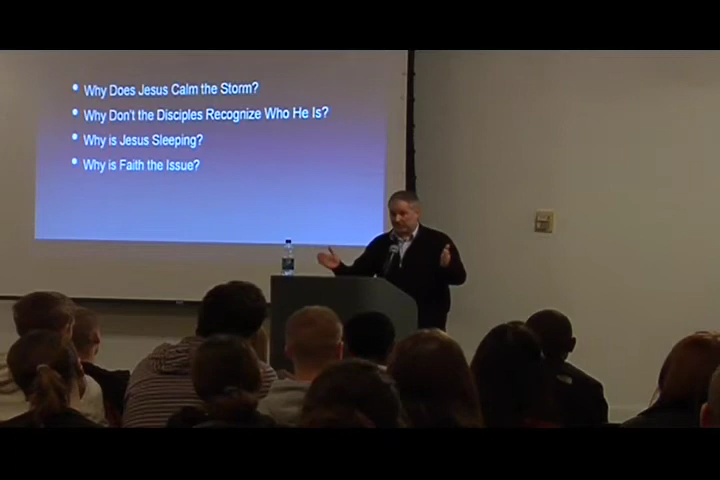 • Why Does Jesus Calm the Storm?
• Why Don't the Disciples Recognize Who He Is?
• Why is Jesus Sleeping?
• Why is Faith the Issue?